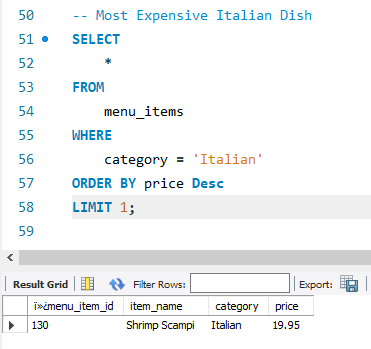 50 -- Most Expensive Italian Dish
51 SELECT
52 *
53 FROM
54 menu_items
55 WHERE
56 category = 'Italian'
57 ORDER BY price Desc
58 LIMIT 1;
59
Result Grid Filter Rows: Export:
ï»¿menu_item_id item_name category price
130 Shrimp Scampi Italian 19.95